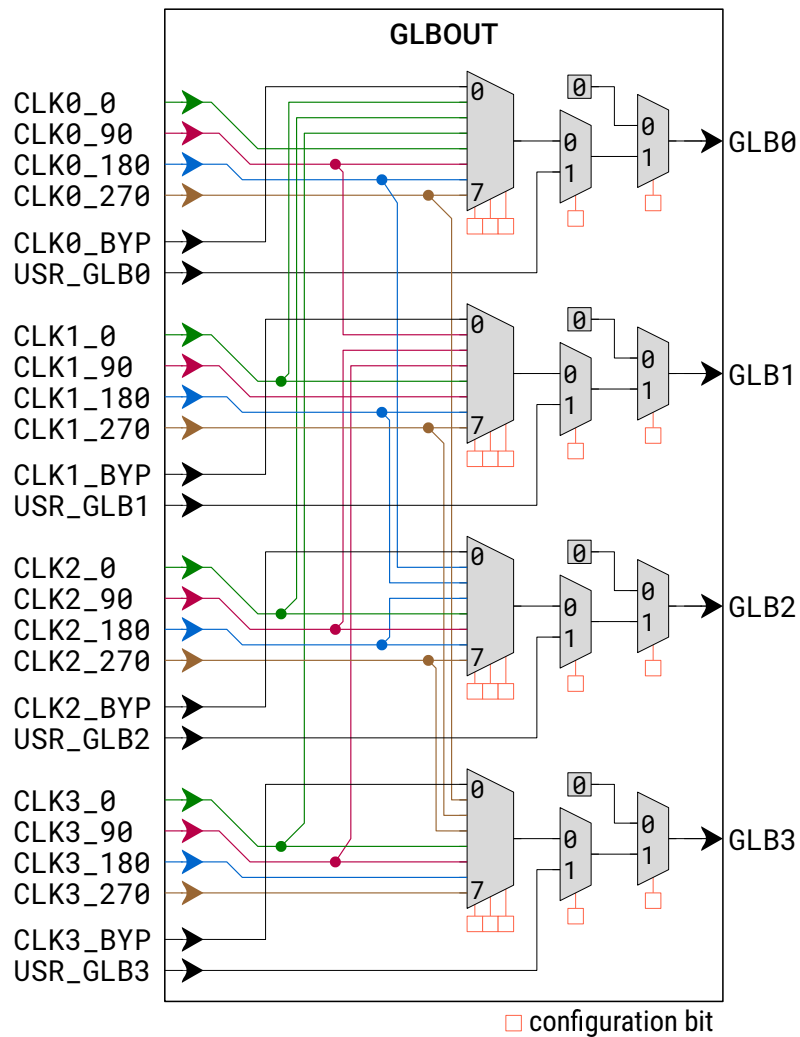 GLBOUT
CLK0_0
CLK0_90
CLK0_180
CLK0_270
CLK0_BYP
USR_GLB0
0
7
0
0
1
0
1
GLB0
CLK1_0
CLK1_90
CLK1_180
CLK1_270
CLK1_BYP
USR_GLB1
0
7
0
0
1
0
1
GLB1
CLK2_0
CLK2_90
CLK2_180
CLK2_270
CLK2_BYP
USR_GLB2
0
7
0
0
1
0
1
GLB2
CLK3_0
CLK3_90
CLK3_180
CLK3_270
CLK3_BYP
USR_GLB3
0
7
0
0
1
0
1
GLB3
configuration bit